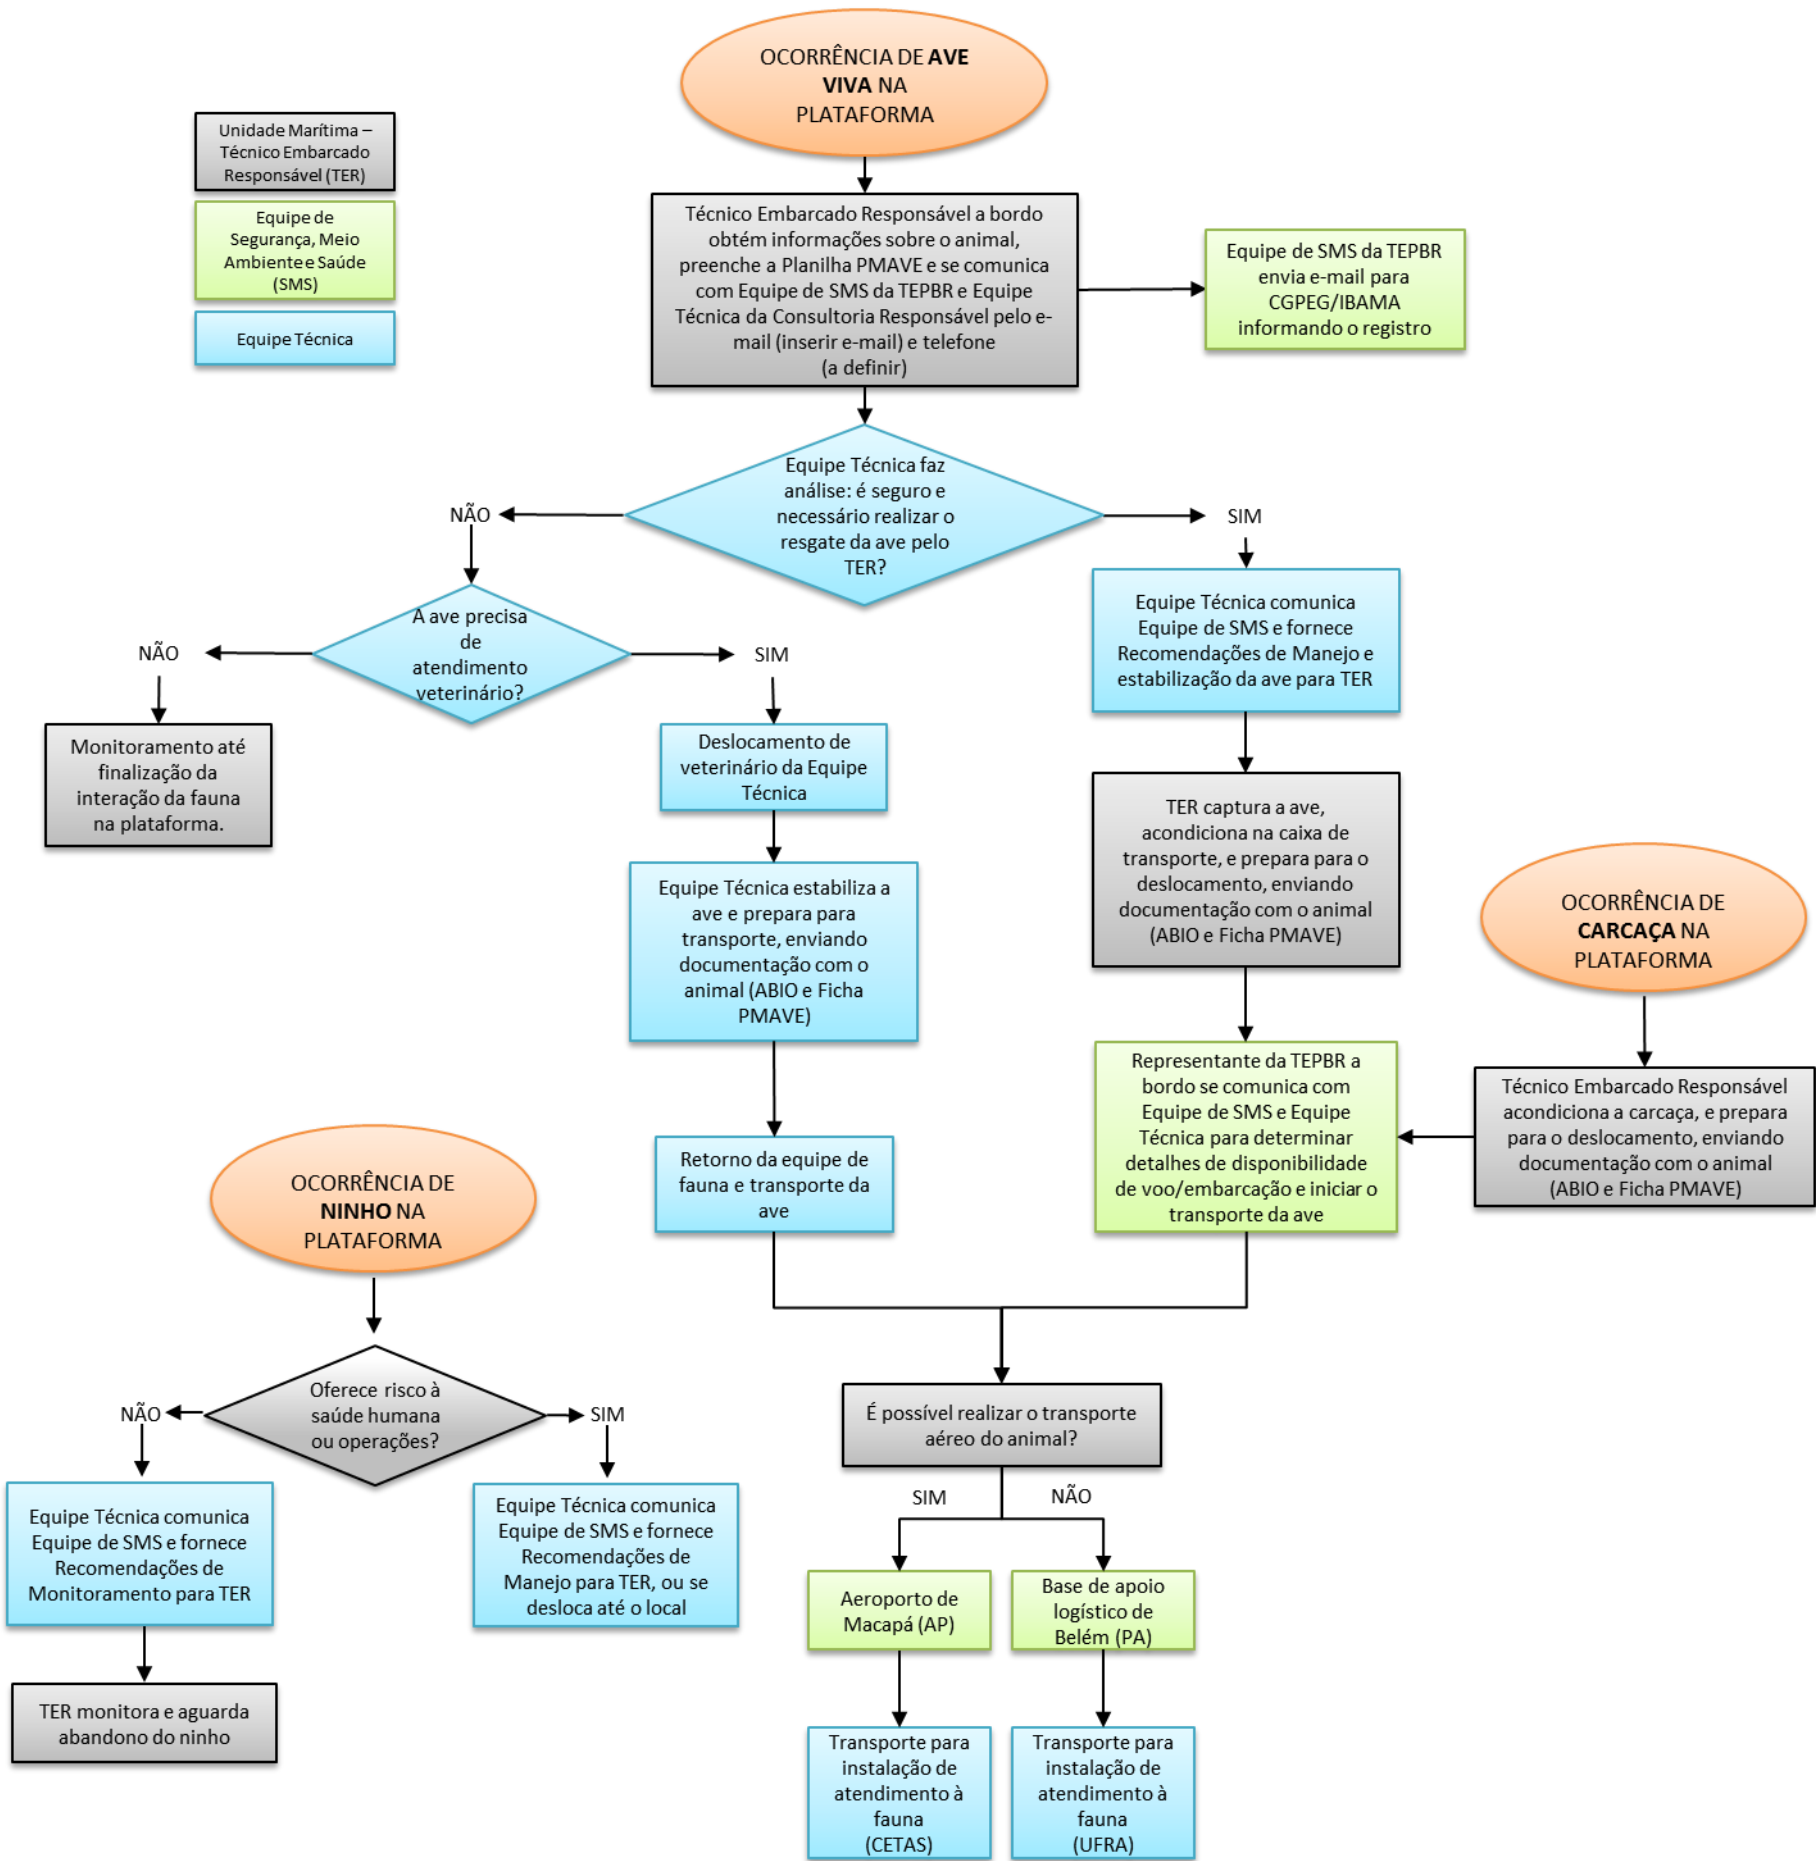 OCORRÊNCIA DE AVE
VIVA NA
PLATAFORMA
Unidade Marítima –
Técnico Embarcado
Responsável (TER)
Equipe de
Segurança, Meio
Ambiente e Saúde
(SMS)
Equipe Técnica
Técnico Embarcado Responsável a bordo
obtém informações sobre o animal,
preenche a Planilha PMAVE e se comunica
com Equipe de SMS da TEPBR e Equipe
Técnica da Consultoria Responsável pelo e-
mail (inserir e-mail) e telefone
(a definir)
Equipe de SMS da TEPBR
envia e-mail para
CGPEG/IBAMA
informando o registro
Equipe Técnica faz
análise: é seguro e
necessário realizar o
resgate da ave pelo
TER?
NÃO
SIM
A ave precisa
de
atendimento
veterinário?
NÃO
SIM
Monitoramento até
finalização da
interação da fauna
na plataforma.
Deslocamento de
veterinário da Equipe
Técnica
Equipe Técnica estabiliza a
ave e prepara para
transporte, enviando
documentação com o
animal (ABIO e Ficha
PMAVE)
Retorno da equipe de
fauna e transporte da
ave
Equipe Técnica comunica
Equipe de SMS e fornece
Recomendações de Manejo e
estabilização da ave para TER
TER captura a ave,
acondiciona na caixa de
transporte, e prepara para o
deslocamento, enviando
documentação com o animal
(ABIO e Ficha PMAVE)
Representante da TEPBR a
bordo se comunica com
Equipe de SMS e Equipe
Técnica para determinar
detalhes de disponibilidade
de voo/embarcação e iniciar o
transporte da ave
OCORRÊNCIA DE
CARCAÇA NA
PLATAFORMA
Técnico Embarcado Responsável
acondiciona a carcaça, e prepara
para o deslocamento, enviando
documentação com o animal
(ABIO e Ficha PMAVE)
OCORRÊNCIA DE
NINHO NA
PLATAFORMA
Oferece risco à
saúde humana
ou operações?
NÃO
SIM
Equipe Técnica comunica
Equipe de SMS e fornece
Recomendações de
Monitoramento para TER
Equipe Técnica comunica
Equipe de SMS e fornece
Recomendações de
Manejo para TER, ou se
desloca até o local
TER monitora e aguarda
abandono do ninho
É possível realizar o transporte
aéreo do animal?
SIM
NÃO
Aeroporto de
Macapá (AP)
Base de apoio
logístico de
Belém (PA)
Transporte para
instalação de
atendimento à
fauna
(CETAS)
Transporte para
instalação de
atendimento à
fauna
(UFRA)